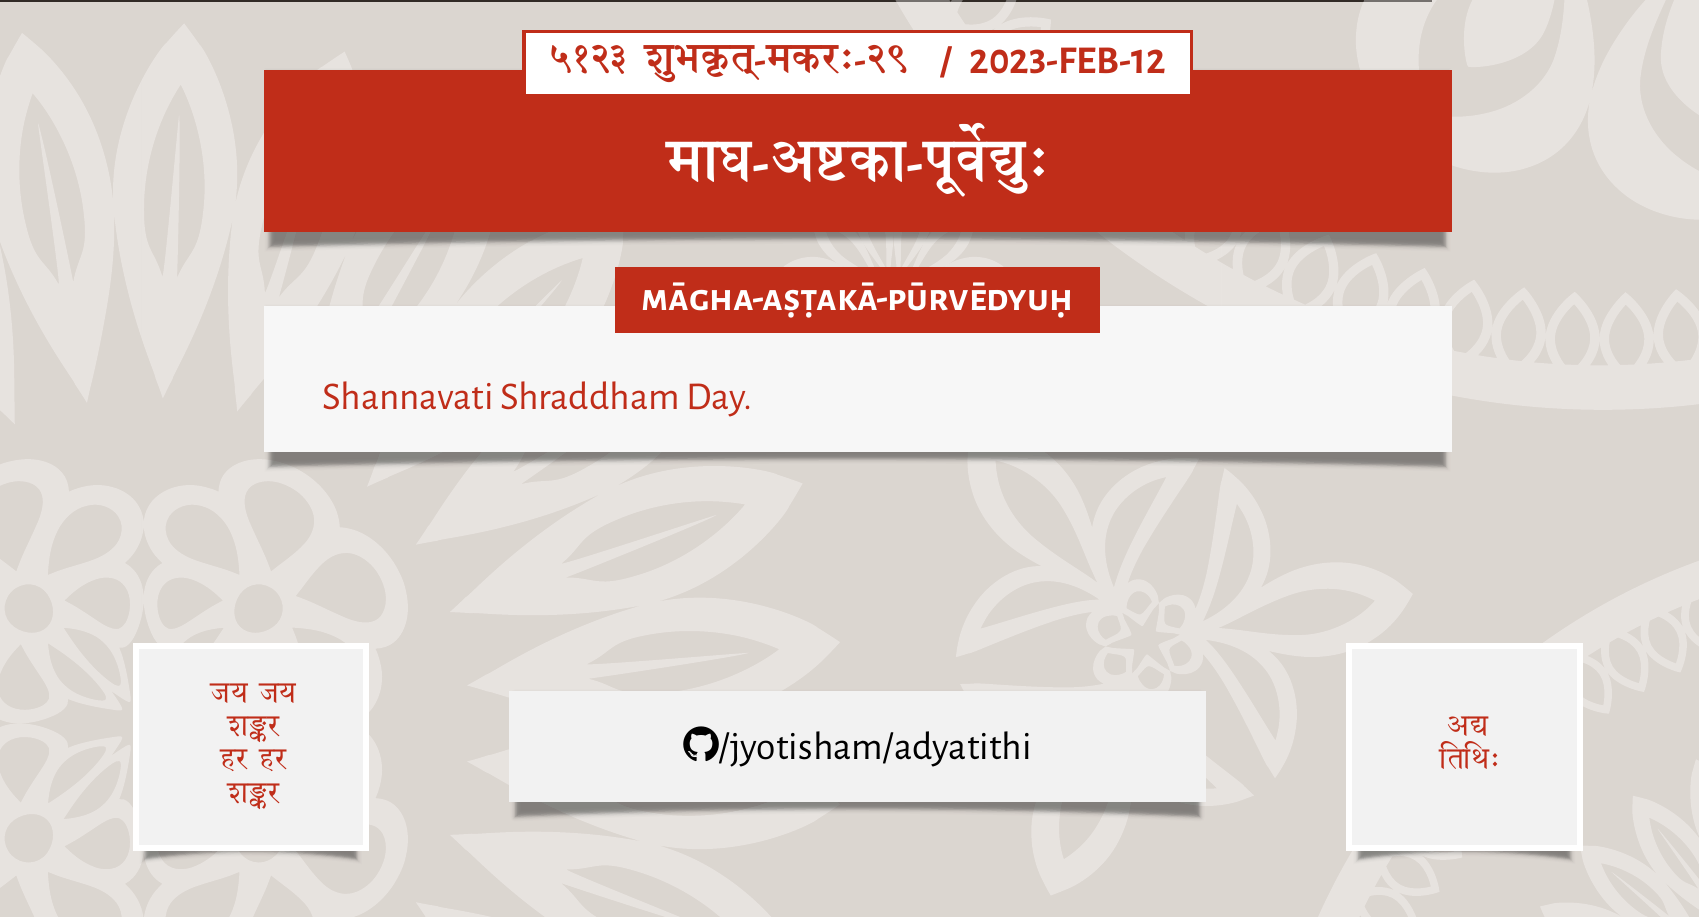 ५१२३ शुभकृत्-मकरः-२९ / 2023-FEB-12
माघ-अष्टका-पूर्वेद्युः
MĀGHA-AṢṬAKĀ-PŪRVĒDYUḤ
Shannavati Shraddham Day.
जय जय
शङ्कर
हर हर
शङ्कर
/jyotisham/adyatithi
अद्य
तिथिः